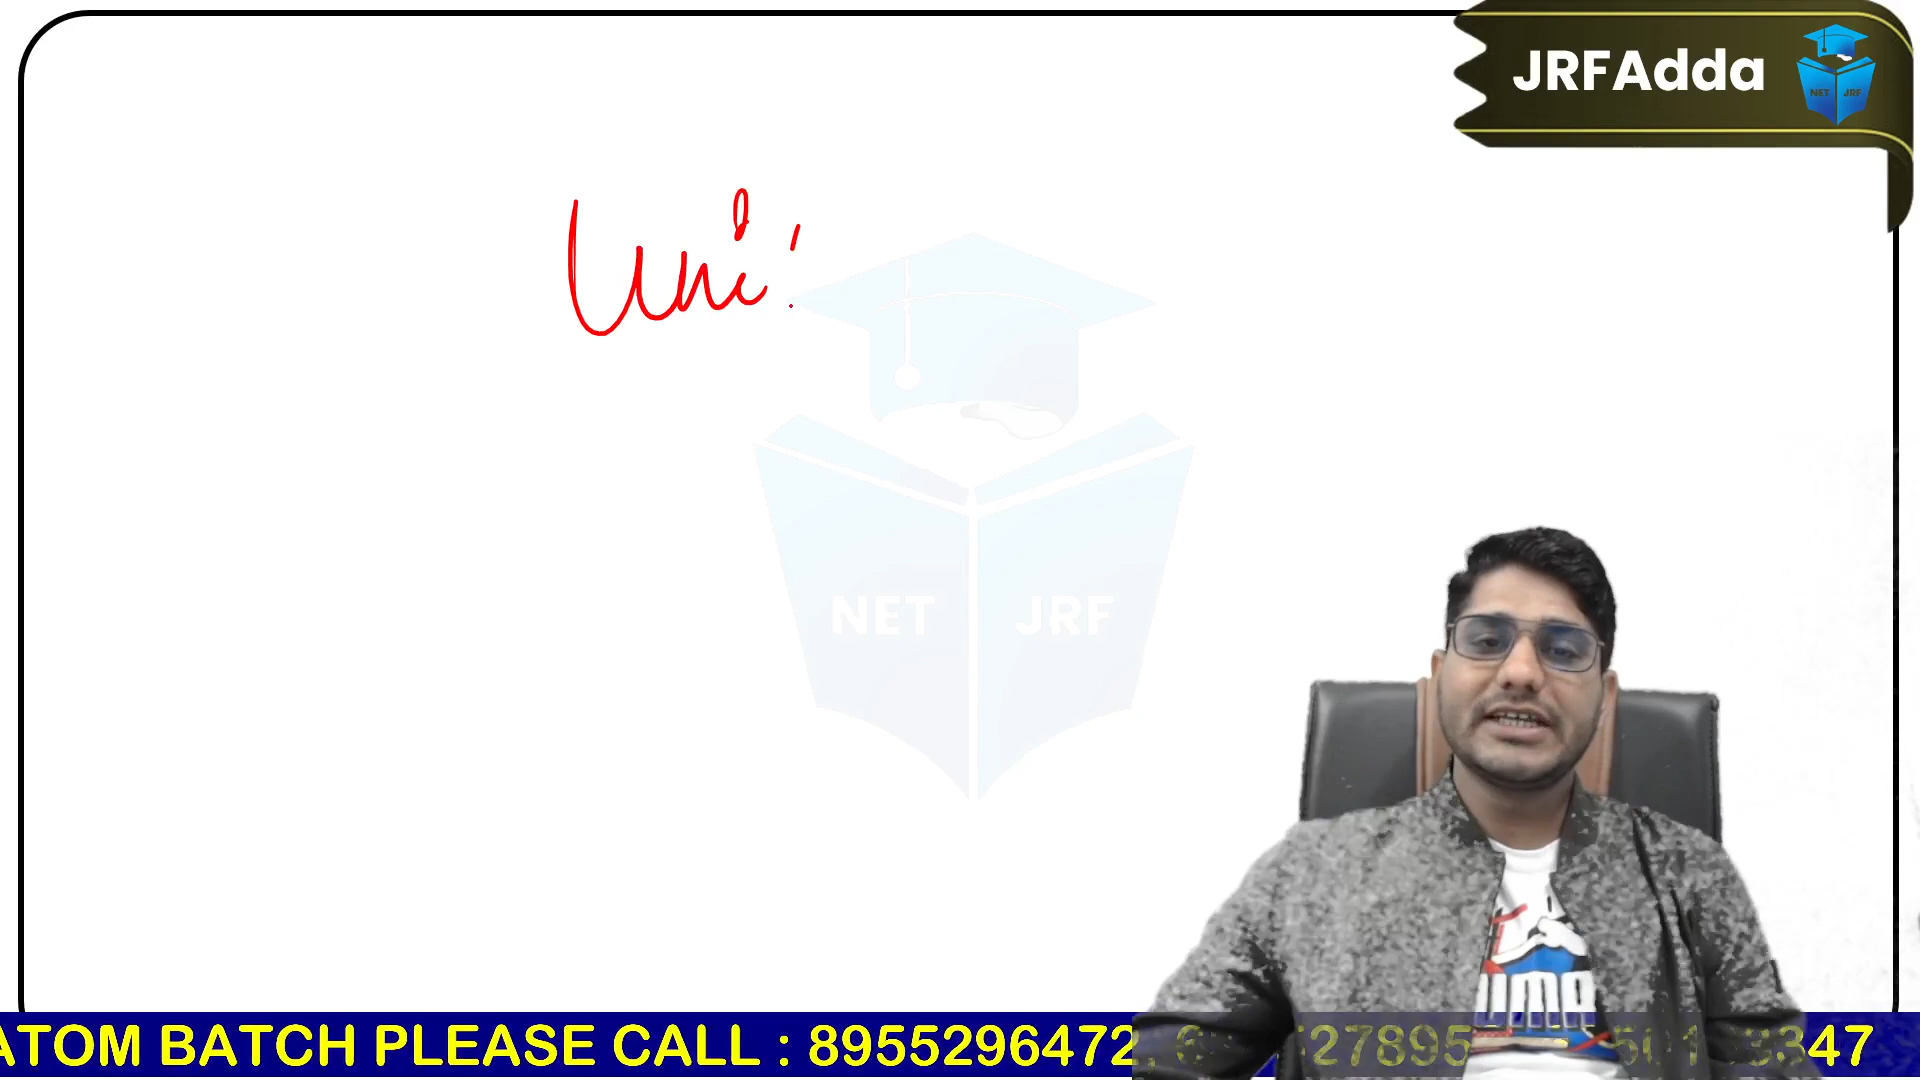 JRFAdda
NET JRF
Uni
NET JRF
ATOM BATCH PLEASE CALL : 8955296472,